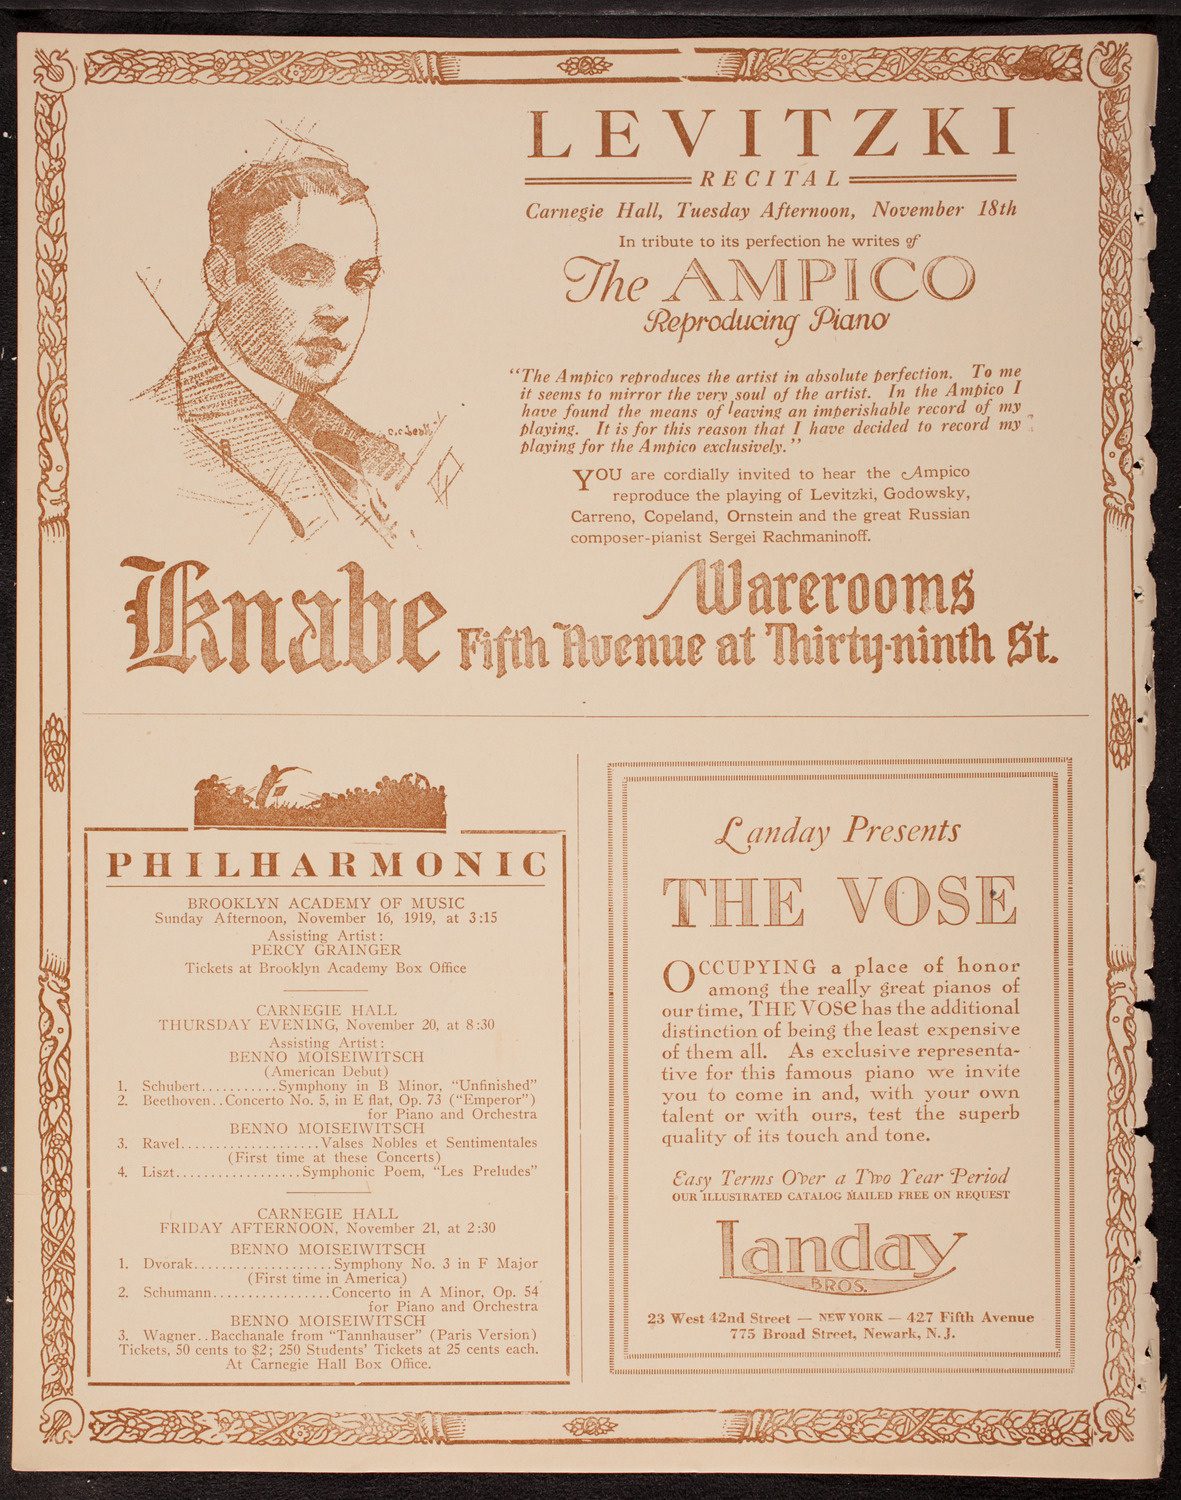 LEVITZKI
RECITAL
Carnegie Hall, Tuesday Afternoon, November 18th
In tribute to its perfection he writes of
The AMPICO
Reproducing Piano
"The Ampico reproduces the artist in absolute perfection. To me
it seems to mirror the very soul of the artist. In the Ampico I
have found the means of leaving an imperishable record of my
playing. It is for this reason that I have decided to record my
playing for the Ampico exclusively."
YOU are cordially invited to hear the Ampico
reproduce the playing of Levitzki, Godowsky,
Carreno, Copeland, Ornstein and the great Russian
composer-pianist Sergei Rachmaninoff.
Knabe Warerooms
Fifth Avenue at Thirty-ninth St.
PHILHARMONIC
BROOKLYN ACADEMY OF MUSIC
Sunday Afternoon, November 16, 1919, at 3:15
Assisting Artist:
PERCY GRAINGER
Tickets at Brooklyn Academy Box Office
CARNEGIE HALL
THURSDAY EVENING, November 20, at 8:30
Assisting Artist:
BENNO MOISEIWITSCH
(American Debut)
1. Schubert...........Symphony in B Minor, "Unfinished"
2. Beethoven..Concerto No. 5, in E flat, Op. 73 ("Emperor")
for Piano and Orchestra
BENNO MOISEIWITSCH
3. Ravel....................Valses Nobles et Sentimentales
(First time at these Concerts)
4. Liszt..................Symphonic Poem, "Les Preludes"
CARNEGIE HALL
FRIDAY AFTERNOON, November 21, at 2:30
BENNO MOISEIWITSCH
1. Dvorak....................Symphony No. 3 in F Major
(First time in America)
2. Schumann.................Concerto in A Minor, Op. 54
for Piano and Orchestra
BENNO MOISEIWITSCH
3. Wagner..Bacchanale from "Tannhauser" (Paris Version)
Tickets, 50 cents to $2; 250 Students' Tickets at 25 cents each.
At Carnegie Hall Box Office.
Landay Presents
THE VOSE
OCCUPYING a place of honor
among the really great pianos of
our time, THE VOSE has the additional
distinction of being the least expensive
of them all. As exclusive representa-
tive for this famous piano we invite
you to come in and, with your own
talent or with ours, test the superb
quality of its touch and tone.
Easy Terms Over a Two Year Period
OUR ILLUSTRATED CATALOG MAILED FREE ON REQUEST
Landay
BROS.
23 West 42nd Street — NEW YORK — 427 Fifth Avenue
775 Broad Street, Newark, N. J.